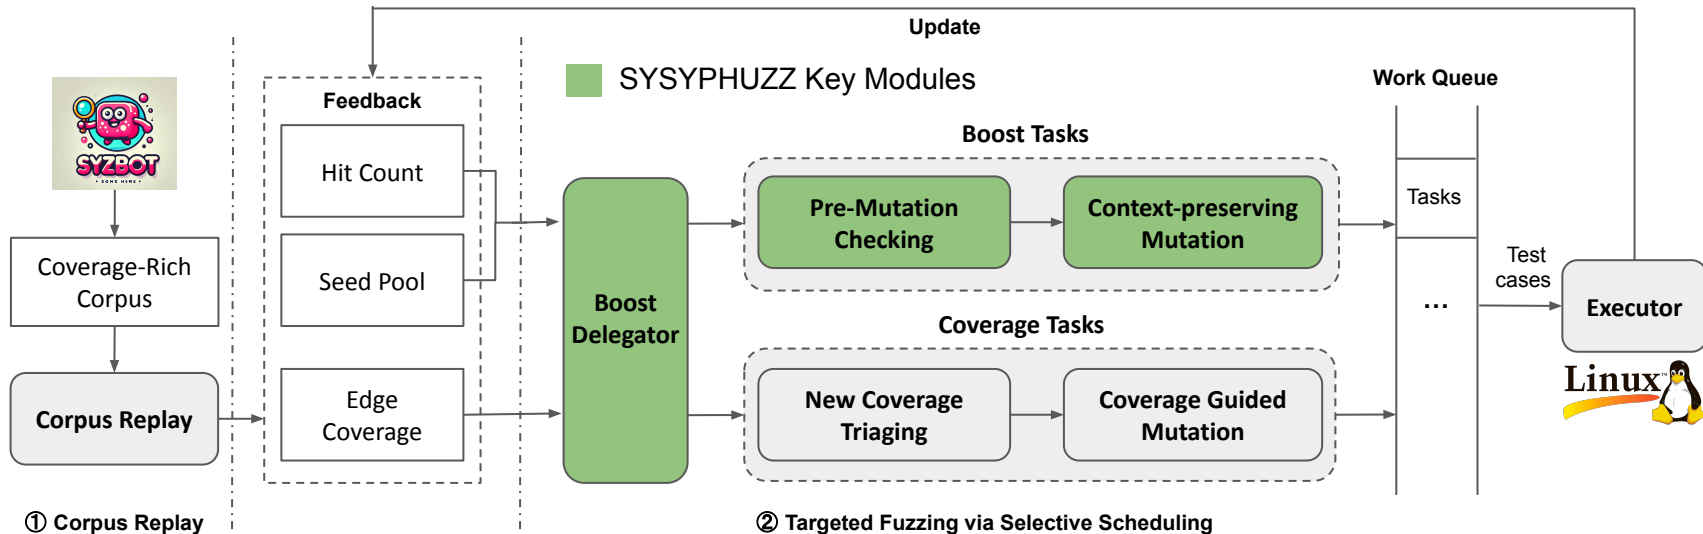 Update
SYSYPHUZZ Key Modules
Work Queue
Feedback
SYZBOT
Hit Count
Seed Pool
Edge
Coverage
Coverage-Rich
Corpus
Corpus Replay
Boost
Delegator
Boost Tasks
Pre-Mutation
Checking
Context-preserving
Mutation
Coverage Tasks
New Coverage
Triaging
Coverage Guided
Mutation
Tasks
...
Test
cases
Executor
Linux
① Corpus Replay
② Targeted Fuzzing via Selective Scheduling